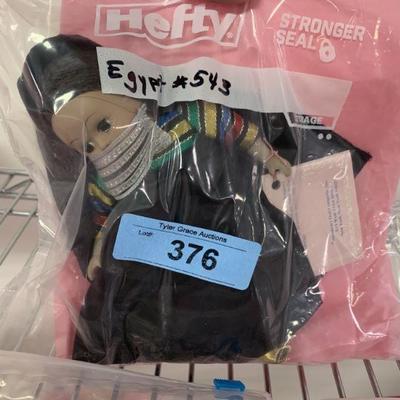 Hefty
STRONGER
SEAL
Egypt #543
Tyler Grace Auctions
Lot#
376